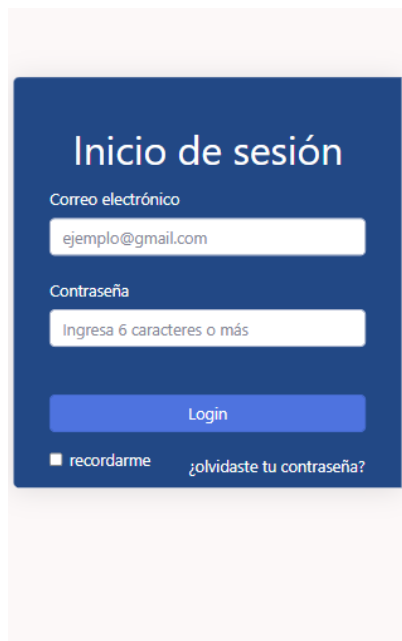 Inicio de sesión
Correo electrónico
ejemplo@gmail.com
Contraseña
Ingresa 6 caracteres o más
Login
recordarme
¿olvidaste tu contraseña?